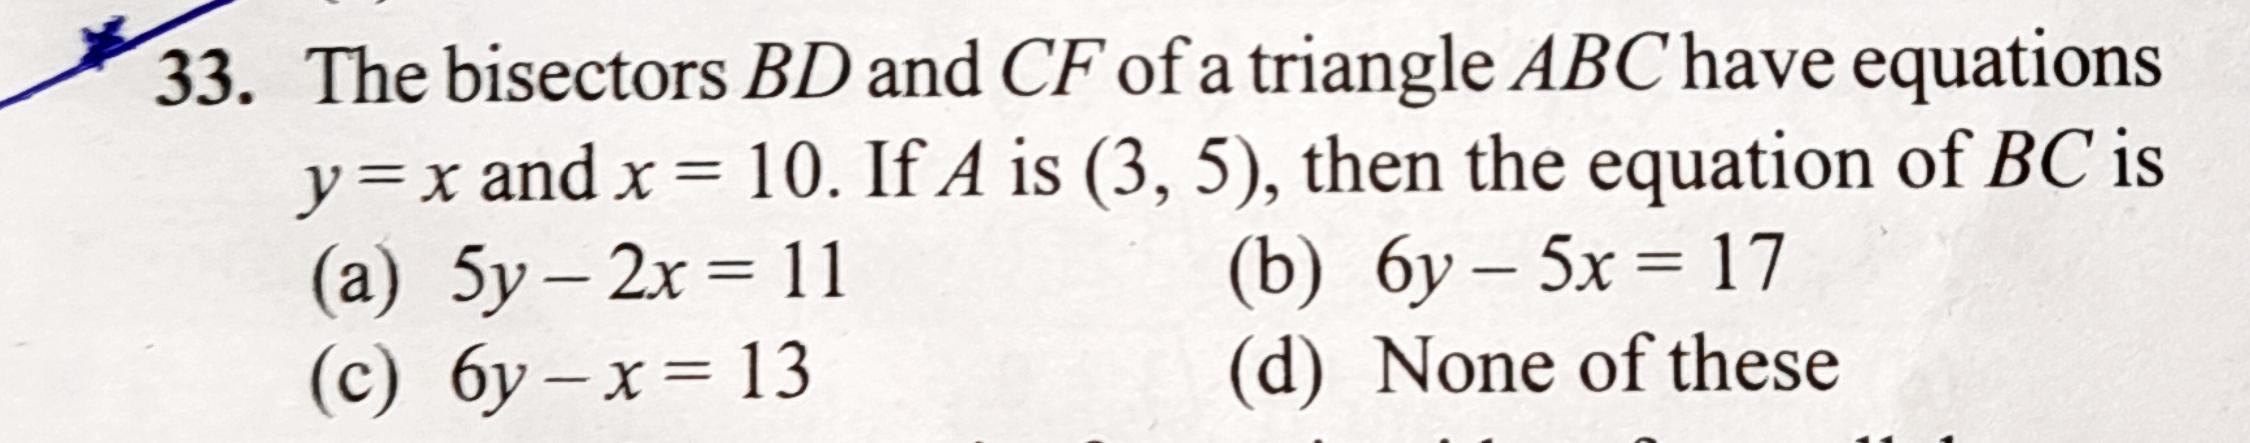 33. The bisectors BD and CF of a triangle ABC have equations
y = x and x = 10. If A is (3, 5), then the equation of BC is
(a) 5y – 2x = 11 (b) 6y – 5x = 17
(c) 6y – x = 13 (d) None of these